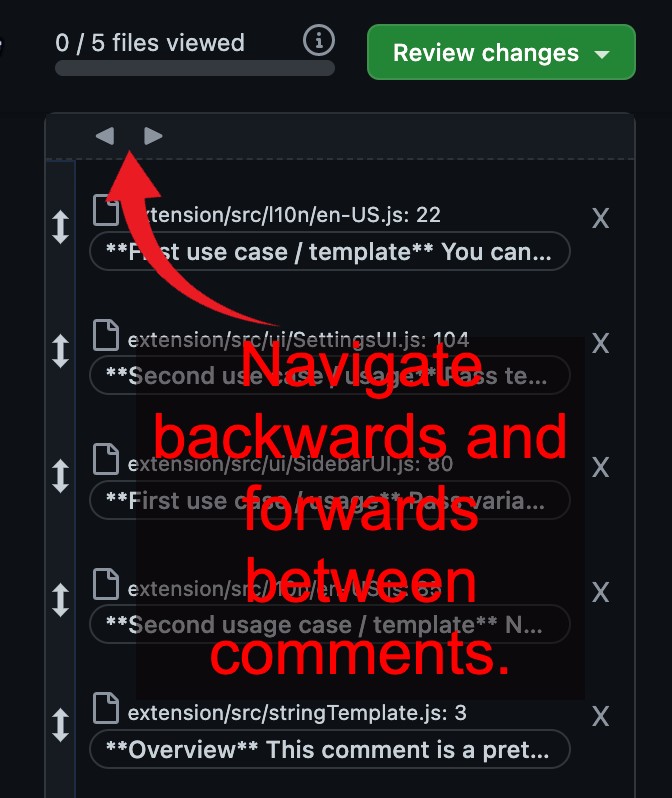 0 / 5 files viewed
Review changes
extension/src/l10n/en-US.js: 22
X
**First use case / template** You can...
extension/src/ui/SettingsUI.js: 104
X
**Second use case / usage** Pass te...
extension/src/ui/SidebarUI.js: 80
X
**First use case / usage** Pass varia...
extension/src/l10n/en-US.js: 35
X
**Second usage case / template** N...
extension/src/stringTemplate.js: 3
X
**Overview** This comment is a pret...
Navigate
backwards and
forwards
between
comments.